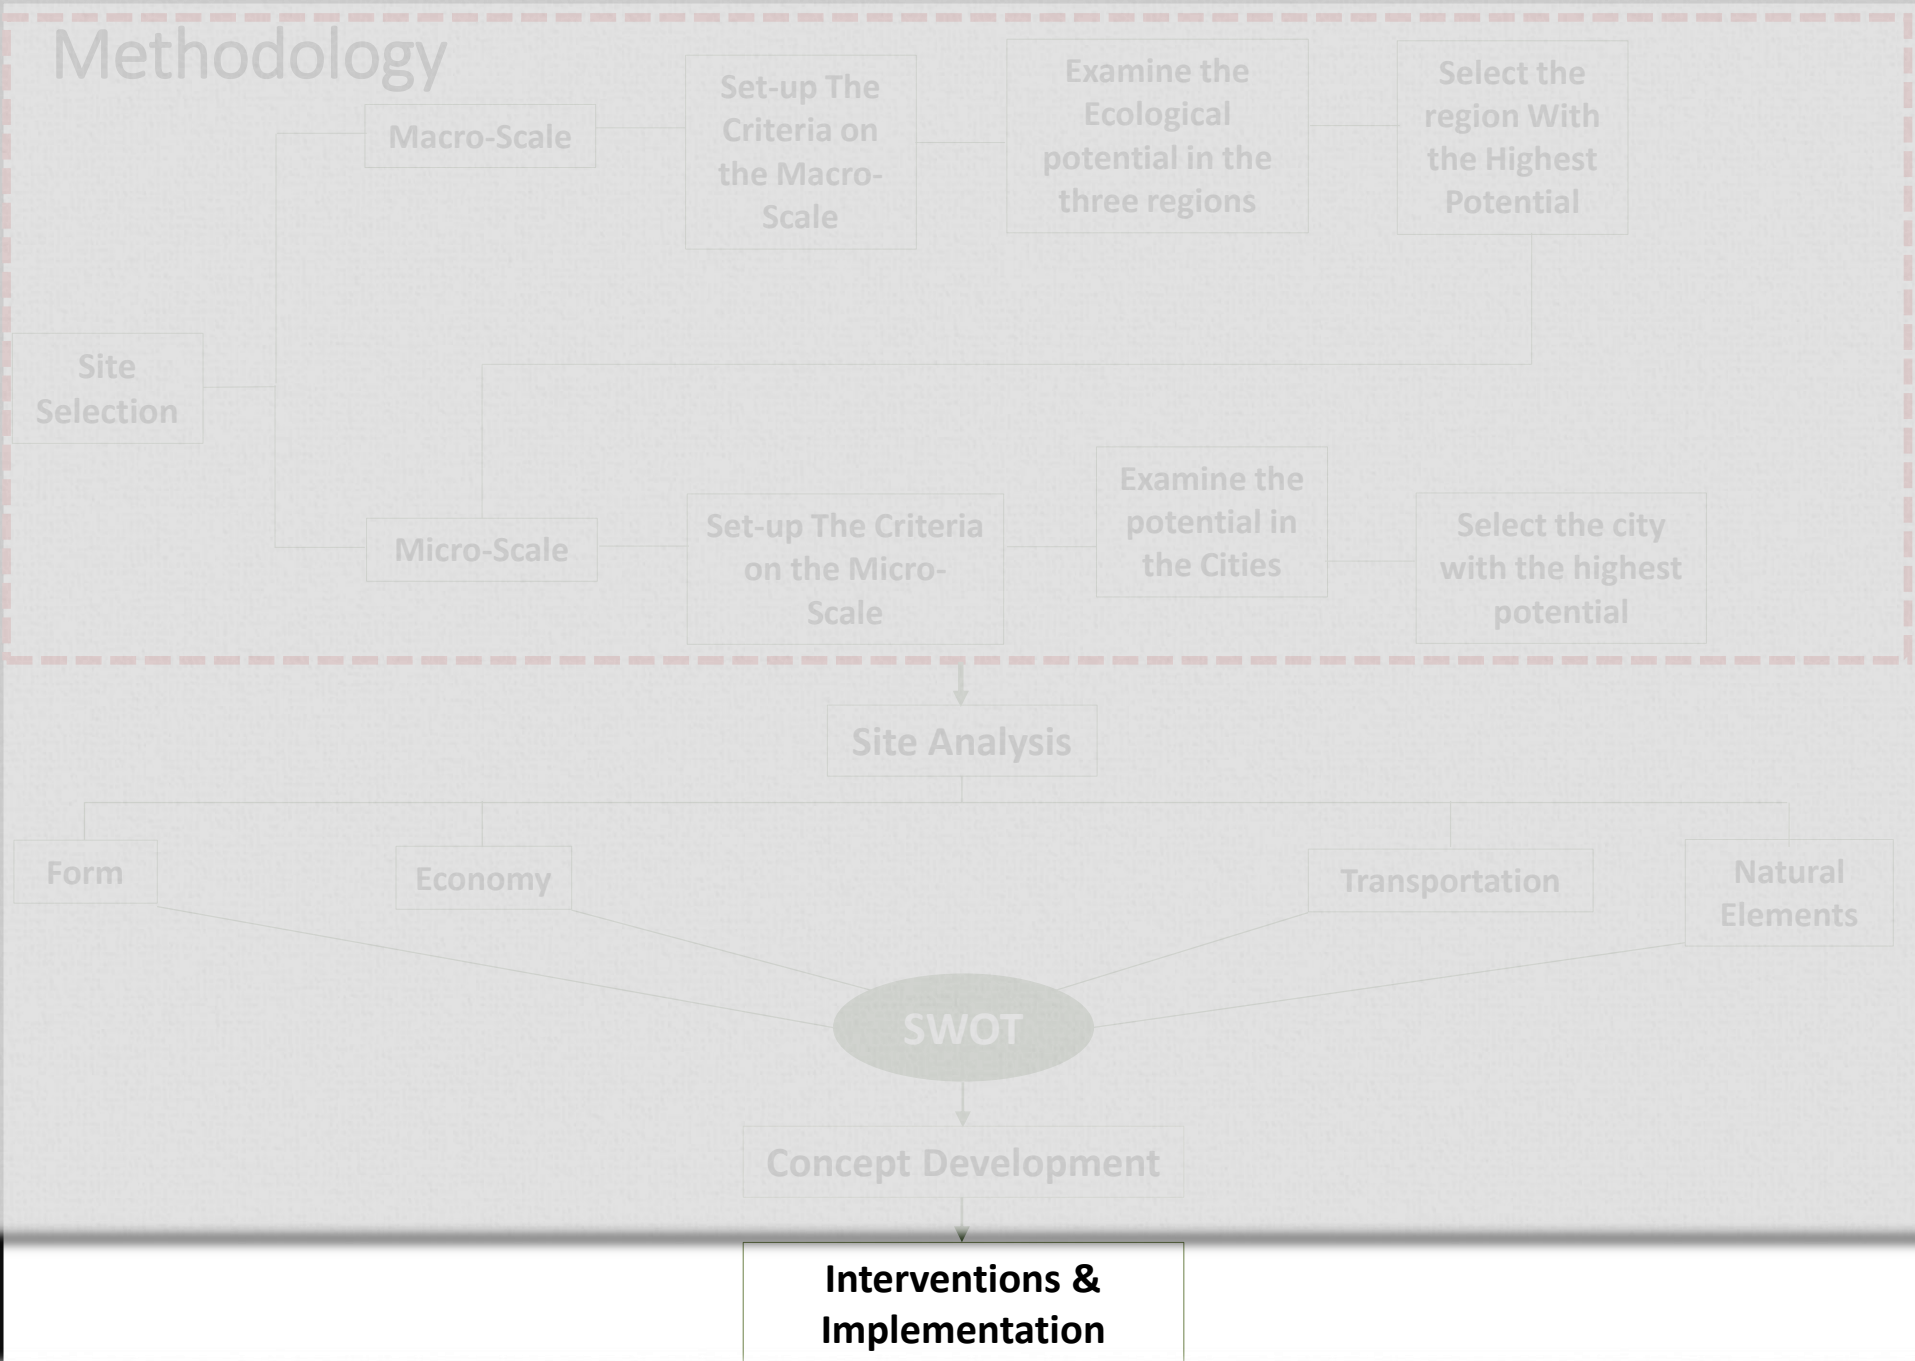 Methodology
Macro-Scale
Set-up The
Criteria on
the Macro-
Scale
Examine the
Ecological
potential in the
three regions
Select the
region With
the Highest
Potential
Site
Selection
Micro-Scale
Set-up The Criteria
on the Micro-
Scale
Examine the
potential in
the Cities
Select the city
with the highest
potential
Site Analysis
Form
Economy
Transportation
Natural
Elements
SWOT
Concept Development
Interventions &
Implementation